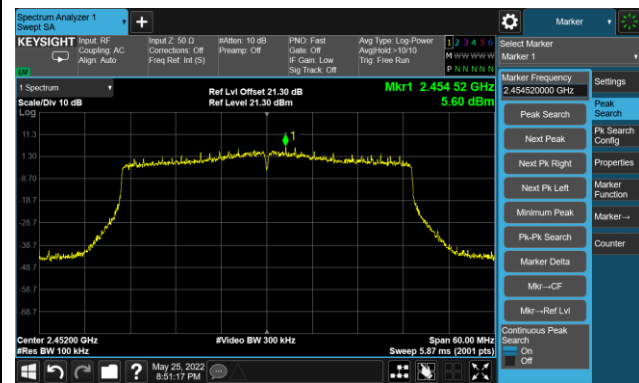 Spectrum Analyzer 1
Swept SA
+
Marker
KEYSIGHT
Input: RF
Coupling: AC
Align: Auto
Input Z: 50 Ω
Corrections: Off
Freq Ref: Int (S)
#Atten: 10 dB
Preamp: Off
PNO: Fast
Gate: Off
IF Gain: Low
Sig Track: Off
Avg Type: Log-Power
Avg|Hold:>10/10
Trig: Free Run
1 2 3 4 5 6
M W W W W W
P N N N N N
LXI
Select Marker
Marker 1
1 Spectrum
Scale/Div 10 dB
Log
Ref Lvl Offset 21.30 dB
Ref Level 21.30 dBm
Mkr1 2.454 52 GHz
5.60 dBm
1
11.3
1.30
-8.70
-18.7
-28.7
-38.7
-48.7
-58.7
-68.7
Center 2.45200 GHz
#Res BW 100 kHz
#Video BW 300 kHz
Span 60.00 MHz
Sweep 5.87 ms (2001 pts)
Marker Frequency
2.454520000 GHz
Peak Search
Next Peak
Next Pk Right
Next Pk Left
Minimum Peak
Pk-Pk Search
Marker Delta
Mkr→CF
Mkr→Ref Lvl
Continuous Peak
Search
On
Off
Settings
Peak
Search
Pk Search
Config
Properties
Marker
Function
Marker→
Counter
?
May 25, 2022
8:51:17 PM